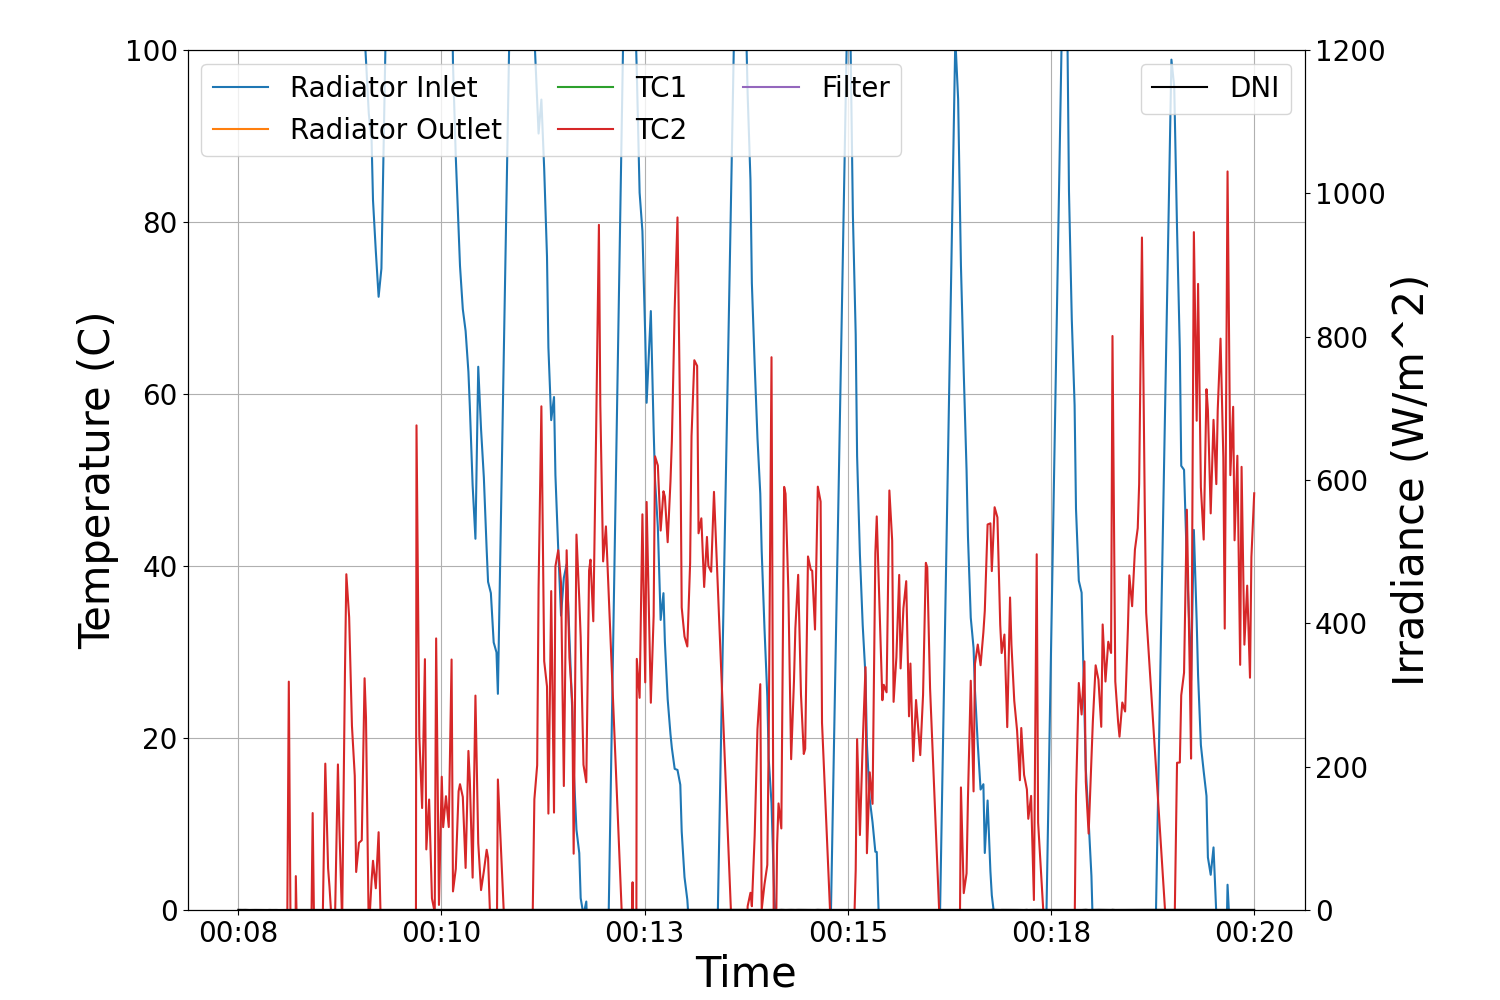 100
80
60
40
20
0
Temperature (C)
Radiator Inlet
Radiator Outlet
TC1
TC2
Filter
DNI
1200
1000
800
600
400
200
0
Irradiance (W/m^2)
00:08 00:10 00:13 00:15 00:18 00:20
Time